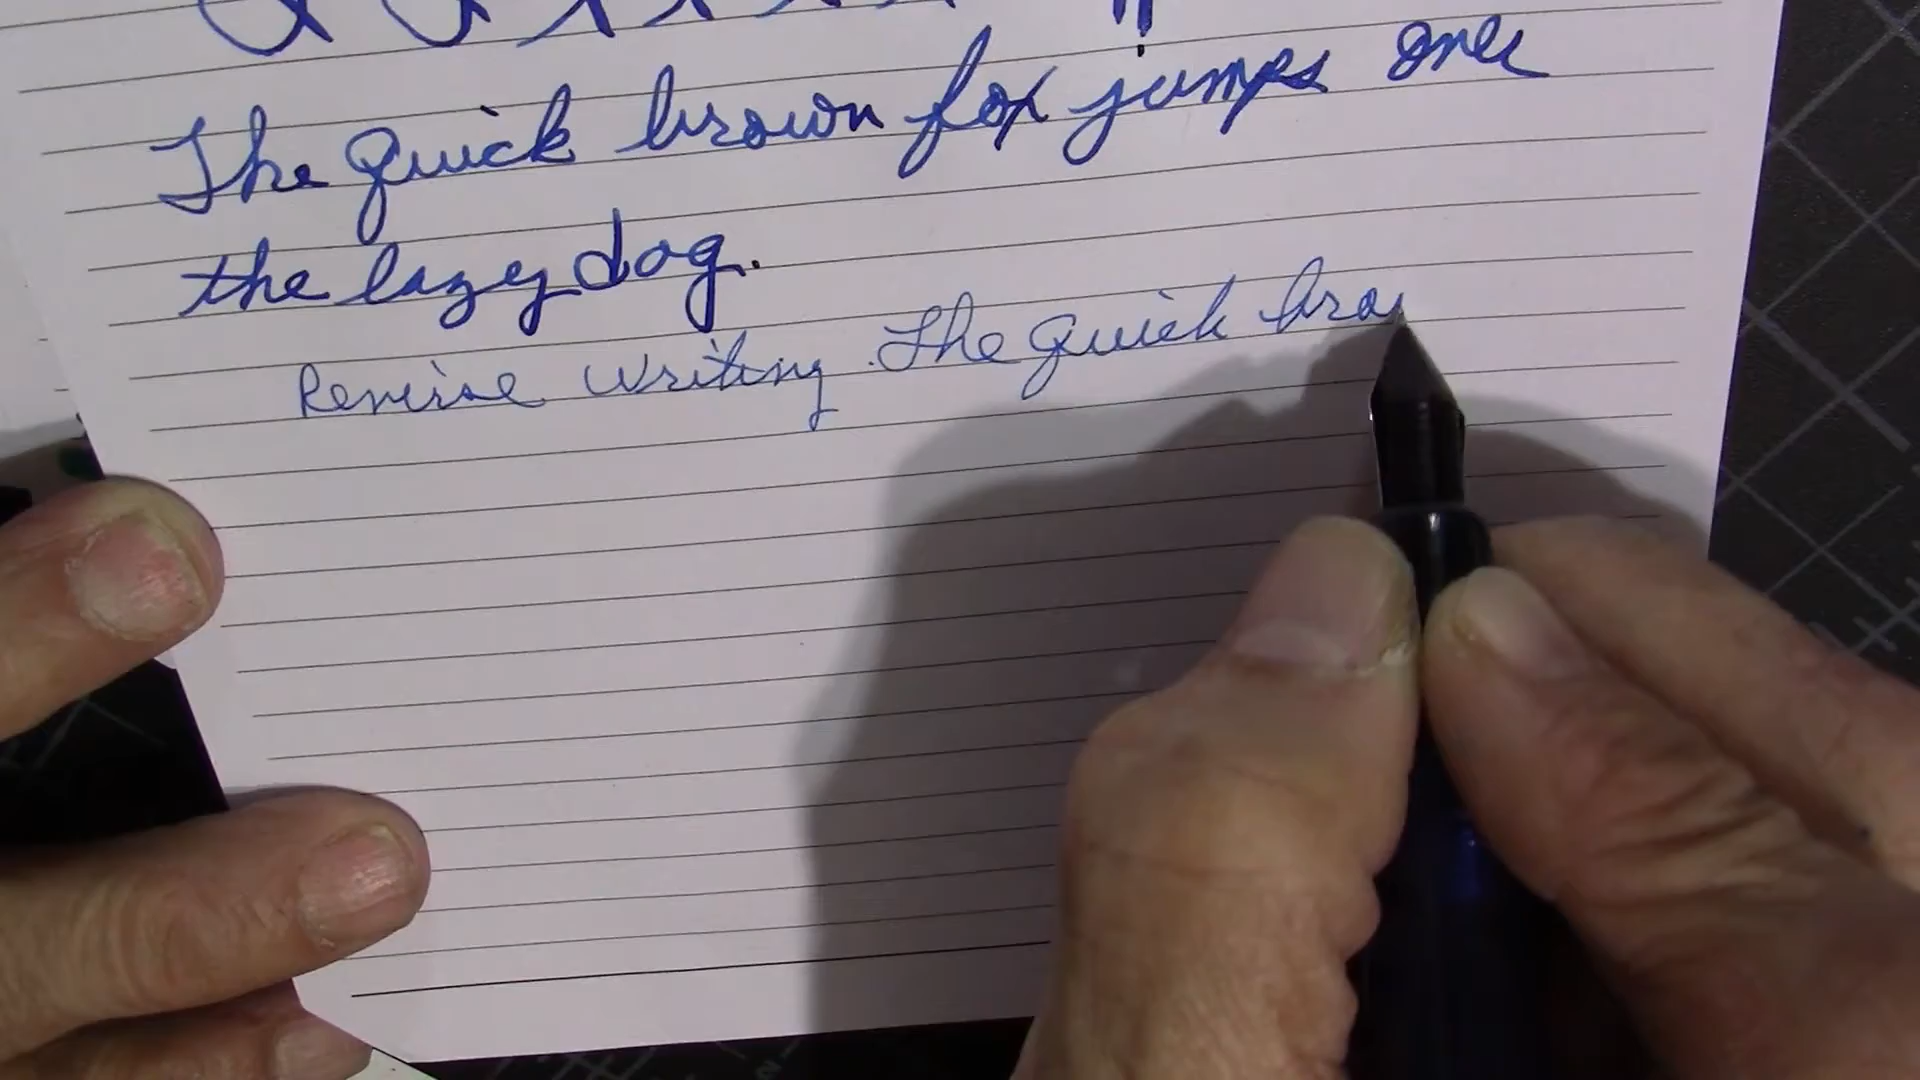 The quick brown fox jumps over
the lazy dog.
Reverse Writing. The quick bro